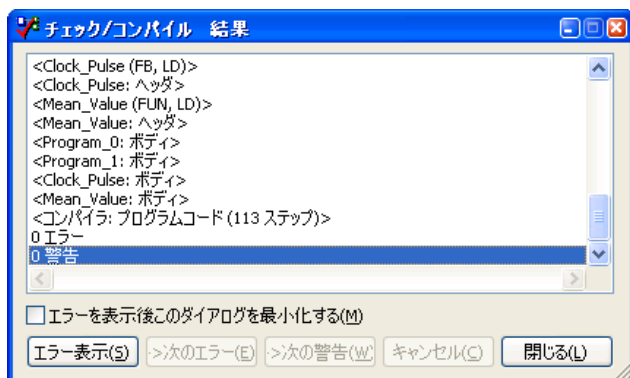 チェック/コンパイル　結果
<Clock_Pulse (FB, LD)>
<Clock_Pulse: ヘッダ>
<Mean_Value (FUN, LD)>
<Mean_Value: ヘッダ>
<Program_0: ボディ>
<Program_1: ボディ>
<Clock_Pulse: ボディ>
<Mean_Value: ボディ>
<コンパイラ: プログラムコード (113 ステップ)>
0 エラー
0 警告
エラーを表示後このダイアログを最小化する(M)
エラー表示(S)
->次のエラー(E)
->次の警告(W
キャンセル(C)
閉じる(L)